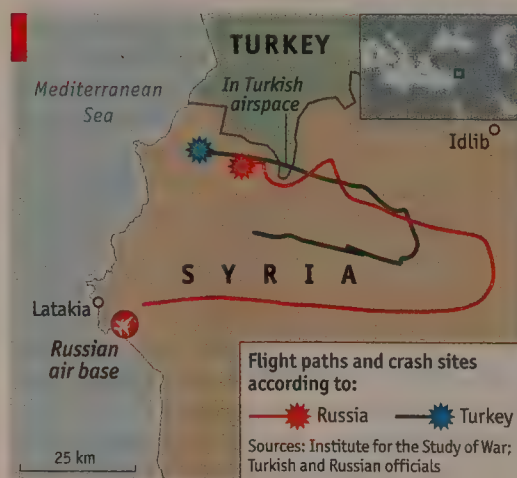 TURKEY
Mediterranean
Sea
In Turkish
airspace
Idlib
SYRIA
Latakia
Russian
air base
Flight paths and crash sites
according to:
Russia
Turkey
Sources: Institute for the Study of War;
Turkish and Russian officials
25 km